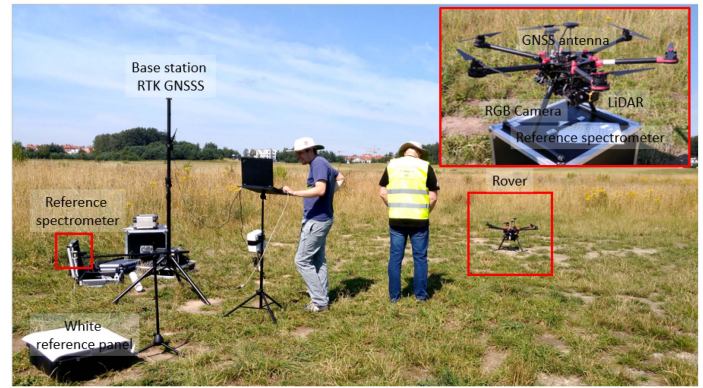 Base station
RTK GNSSS
GNSS antenna
LiDAR
RGB Camera
Reference spectrometer
Rover
Reference
spectrometer
White
reference panel